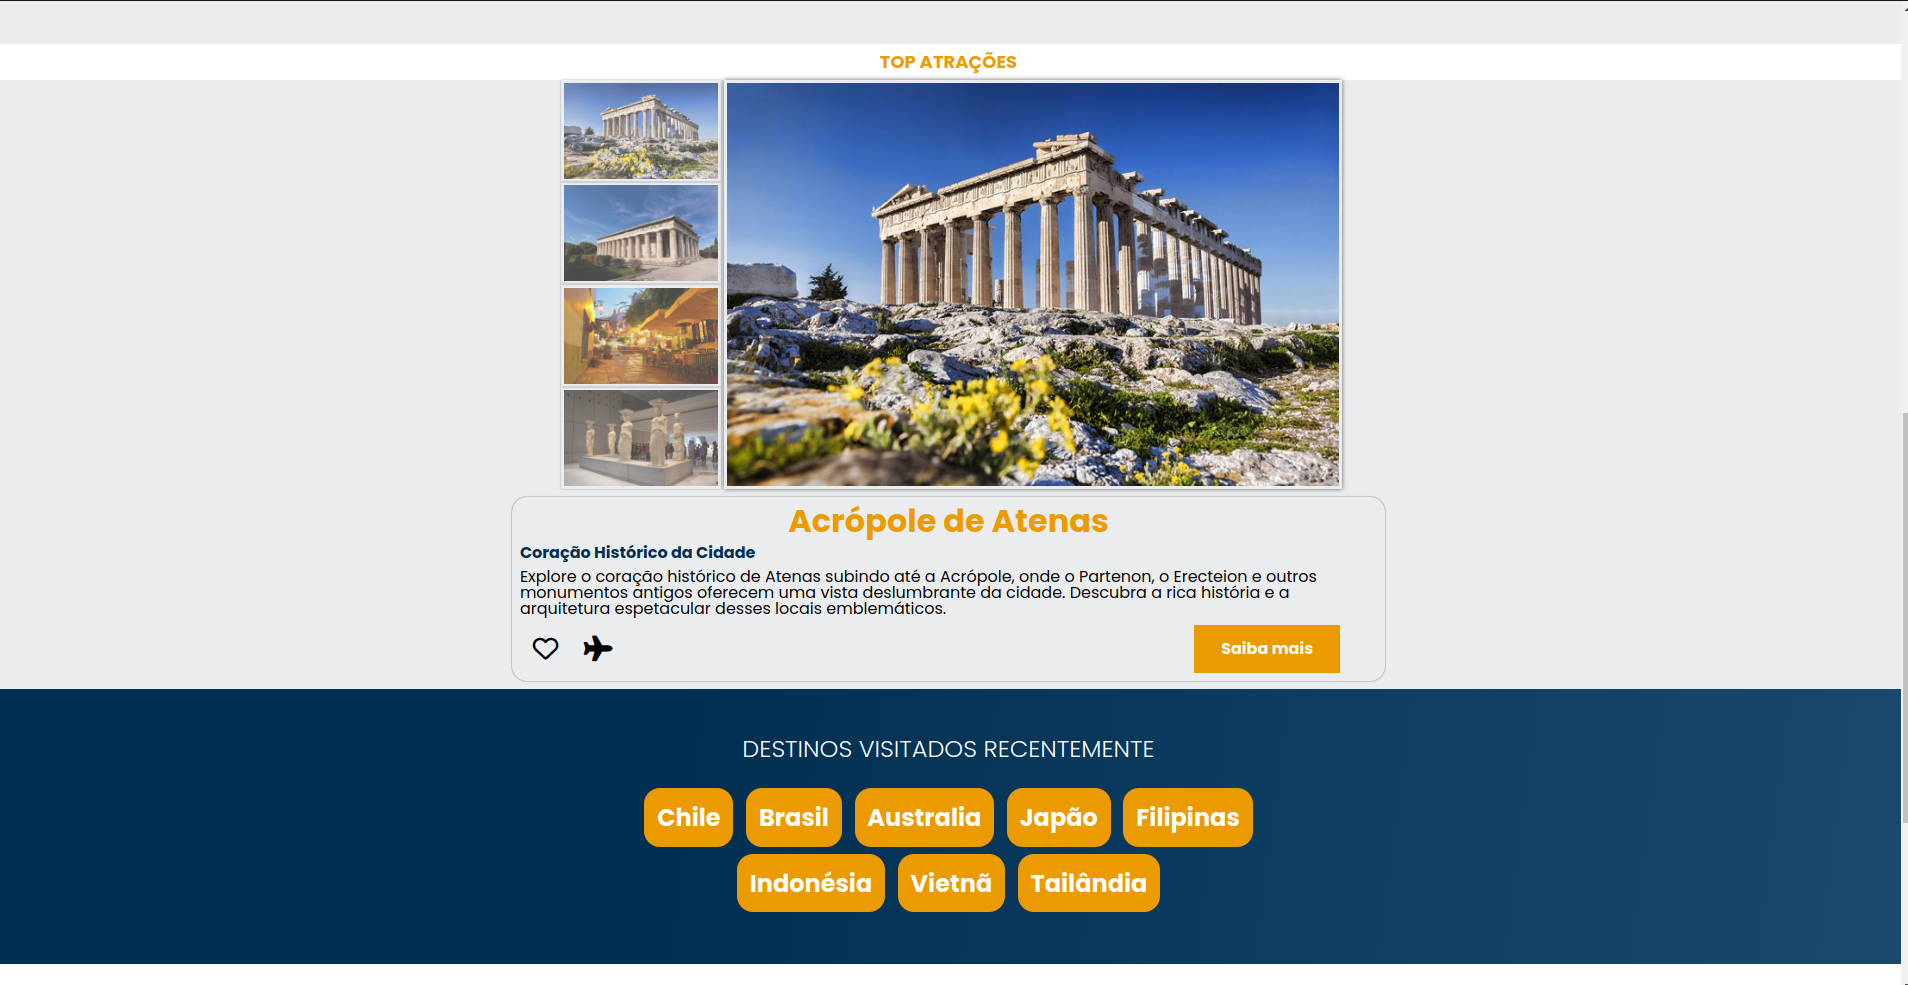 TOP ATRAÇÕES
Acrópole de Atenas
Coração Histórico da Cidade
Explore o coração histórico de Atenas subindo até a Acrópole, onde o Partenon, o Erecteion e outros
monumentos antigos oferecem uma vista deslumbrante da cidade. Descubra a rica história e a
arquitetura espetacular desses locais emblemáticos.
Saiba mais
DESTINOS VISITADOS RECENTEMENTE
Chile Brasil Australia Japão Filipinas
Indonésia Vietnã Tailândia